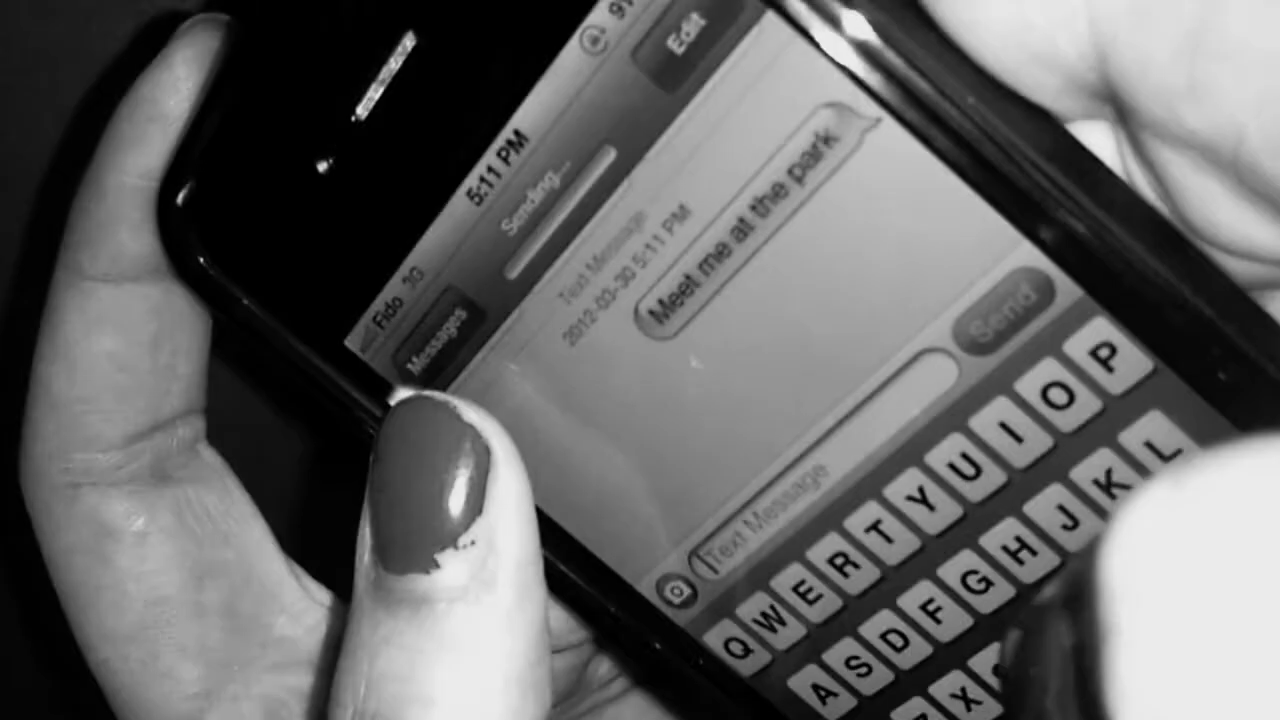 Fido 3G 5:11 PM 91
Messages Sending... Edit
Text Message
2012-03-30 5:11 PM
Meet me at the park
Text Message Send
Q W E R T Y U I O P
A S D F G H J K L
Z X